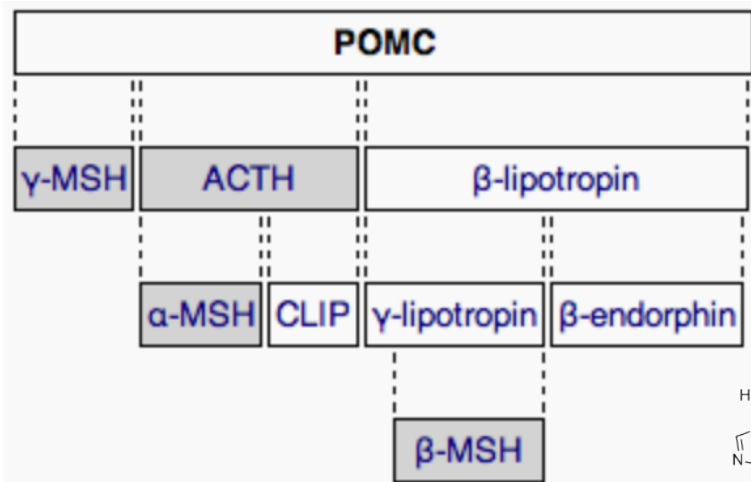 POMC
γ-MSH ACTH β-lipotropin
α-MSH CLIP γ-lipotropin β-endorphin
β-MSH
H
N